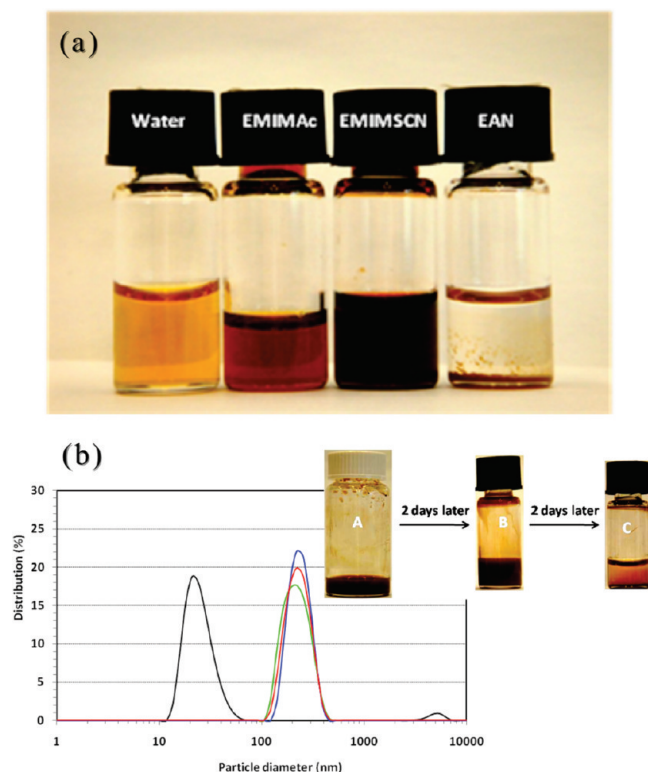 (a)
Water EMIMAc EMIMSCN EAN
(b)
A 2 days later B 2 days later C
30
25
20
15
10
5
0
Distribution (%)
1 10 100 1000 10000
Particle diameter (nm)